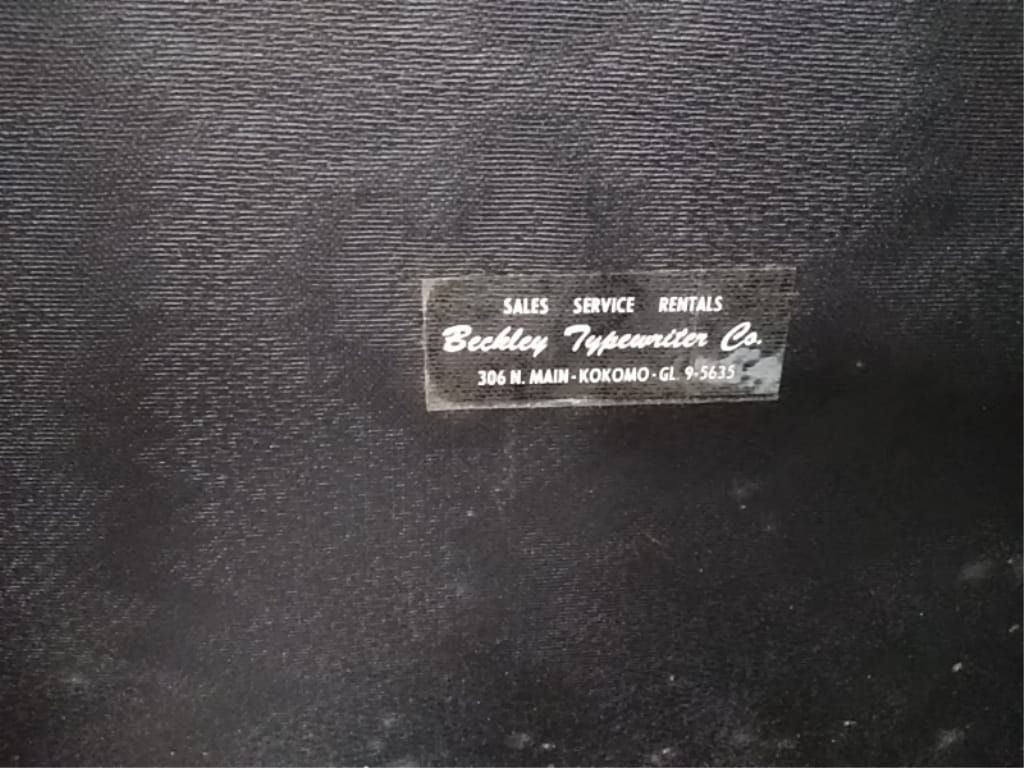 SALES SERVICE RENTALS
Beckley Typewriter Co.
306 N. MAIN - KOKOMO - GL 9-5635